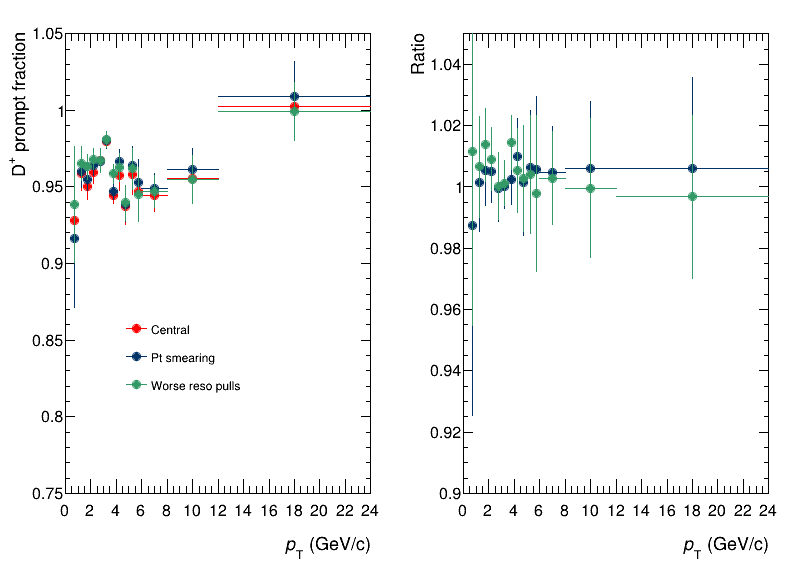 D+ prompt fraction
1.05
1
0.95
0.9
0.85
0.8
0.75
Central
Pt smearing
Worse reso pulls
0 2 4 6 8 10 12 14 16 18 20 22 24
pT (GeV/c)
Ratio
1.04
1.02
1
0.98
0.96
0.94
0.92
0.9
0 2 4 6 8 10 12 14 16 18 20 22 24
pT (GeV/c)